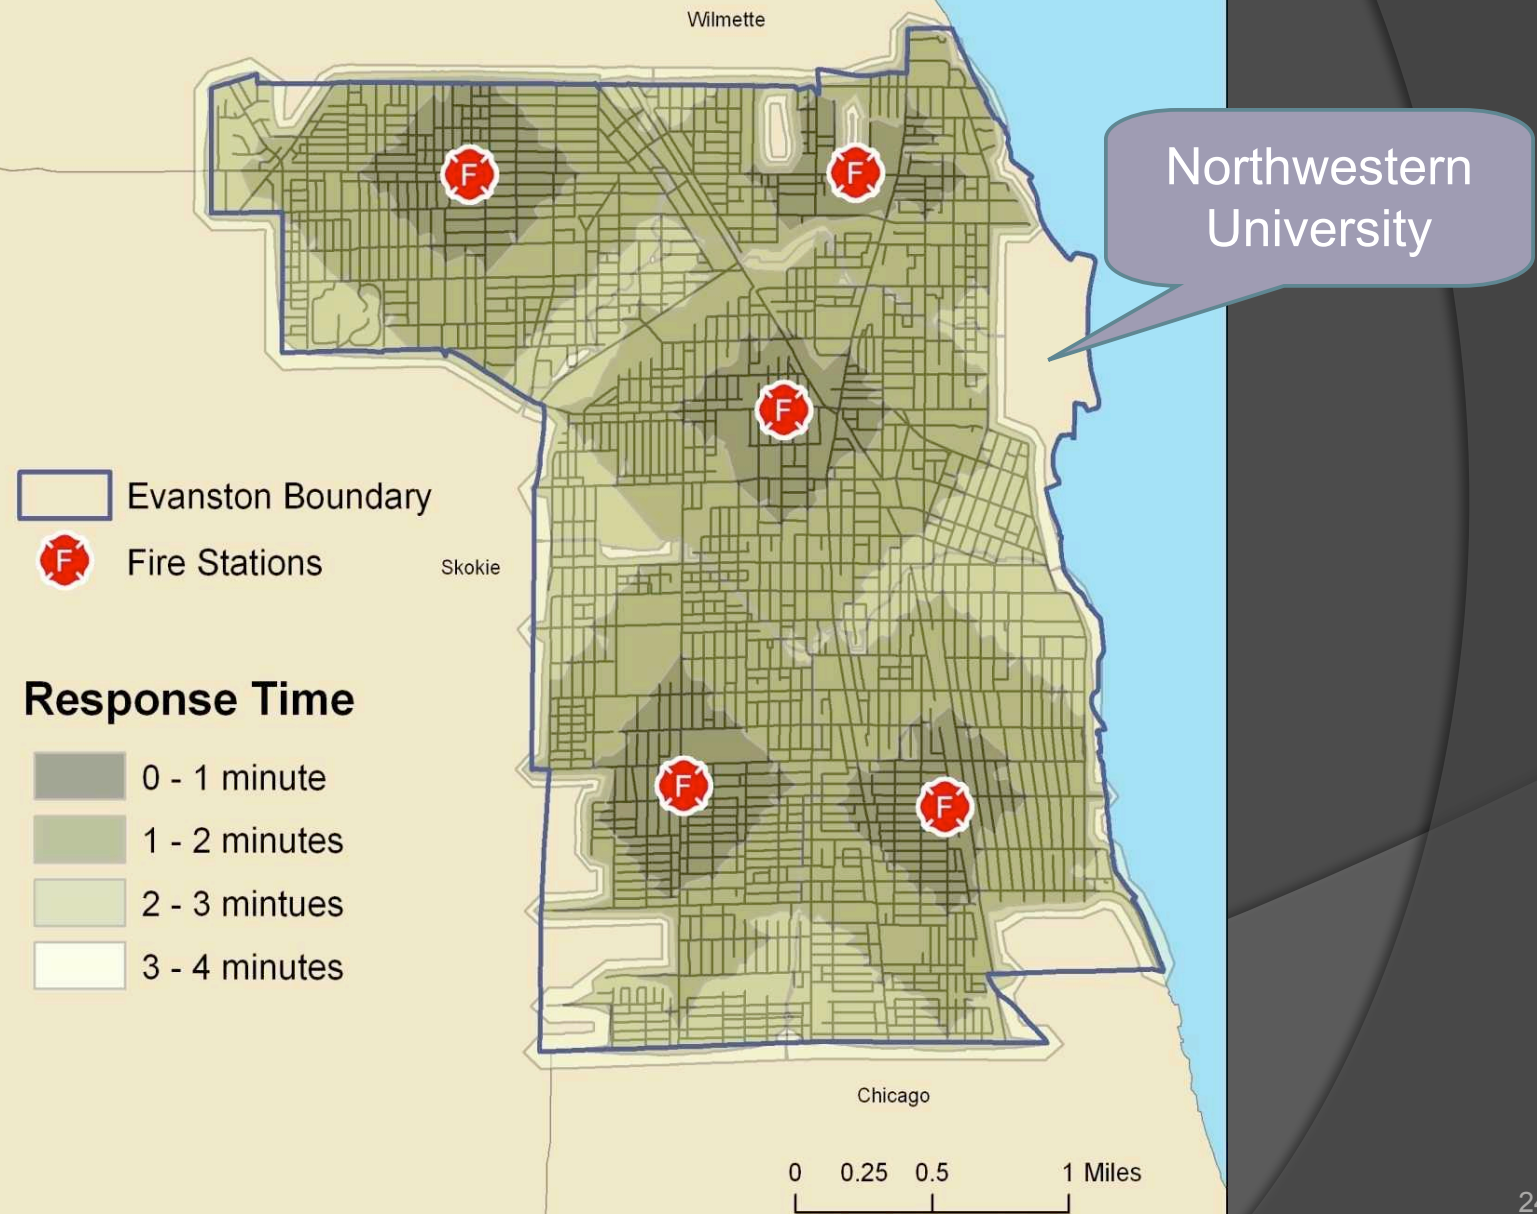 Wilmette
Northwestern
University
F
F
F
Evanston Boundary
F
Fire Stations
Skokie
Response Time
0 - 1 minute
1 - 2 minutes
2 - 3 mintues
3 - 4 minutes
F
F
Chicago
0 0.25 0.5 1 Miles